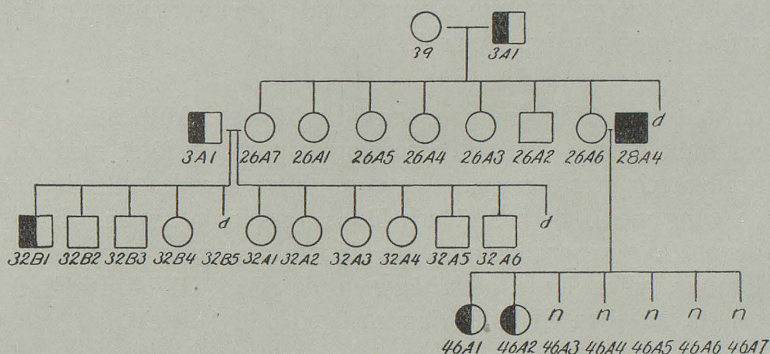 39 3A1
d
3A1 26A7 26A1 26A5 26A4 26A3 26A2 26A6 28A4
d d
32B1 32B2 32B3 32B4 32B5 32A1 32A2 32A3 32A4 32A5 32A6
n n n n n
46A1 46A2 46A3 46A4 46A5 46A6 46A7